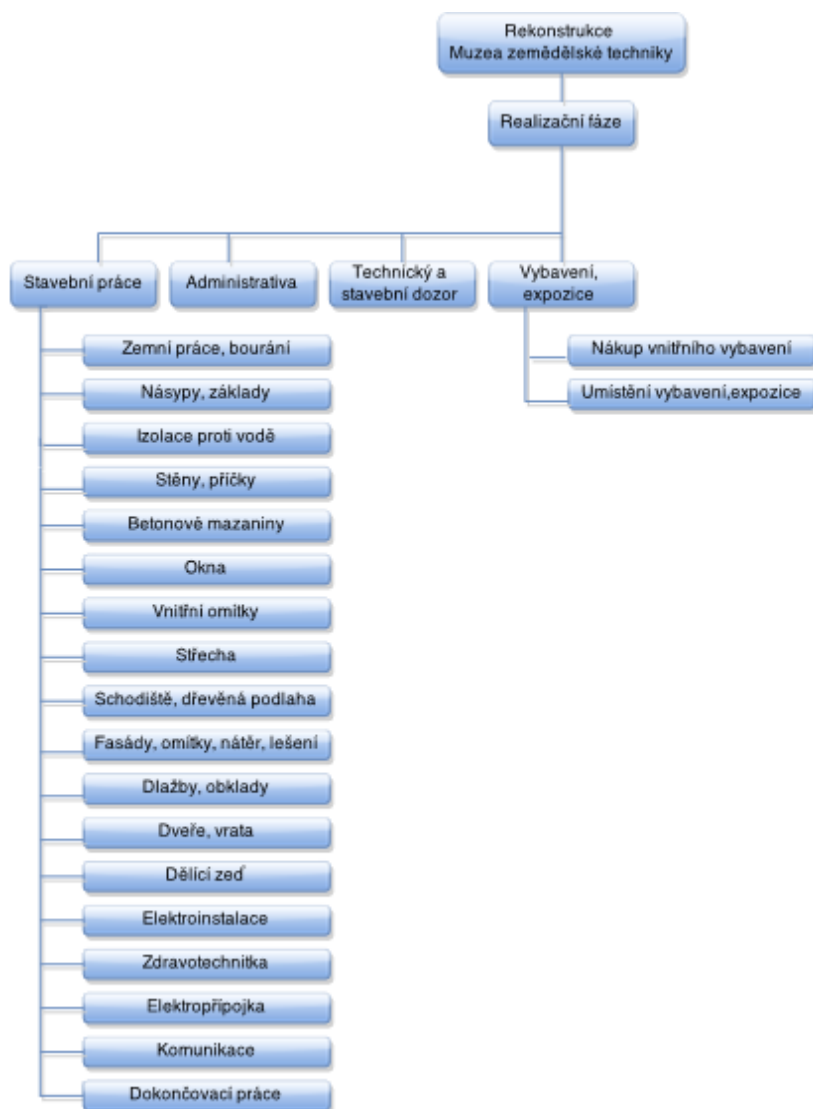 Rekonstrukce
Muzea zemědělské techniky
Realizační fáze
Stavební práce
Administrativa
Technický a
stavební dozor
Vybavení,
expozice
Zemní práce, bourání
Násypy, základy
Izolace proti vodě
Stěny, příčky
Betonové mazaniny
Okna
Vnitřní omítky
Střecha
Schodiště, dřevěná podlaha
Fasády, omítky, nátěr, lešení
Dlažby, obklady
Dveře, vrata
Dělící zeď
Elektroinstalace
Zdravotechnitka
Elektropřípojka
Komunikace
Dokončovací práce
Nákup vnitřního vybavení
Umístění vybavení,expozice